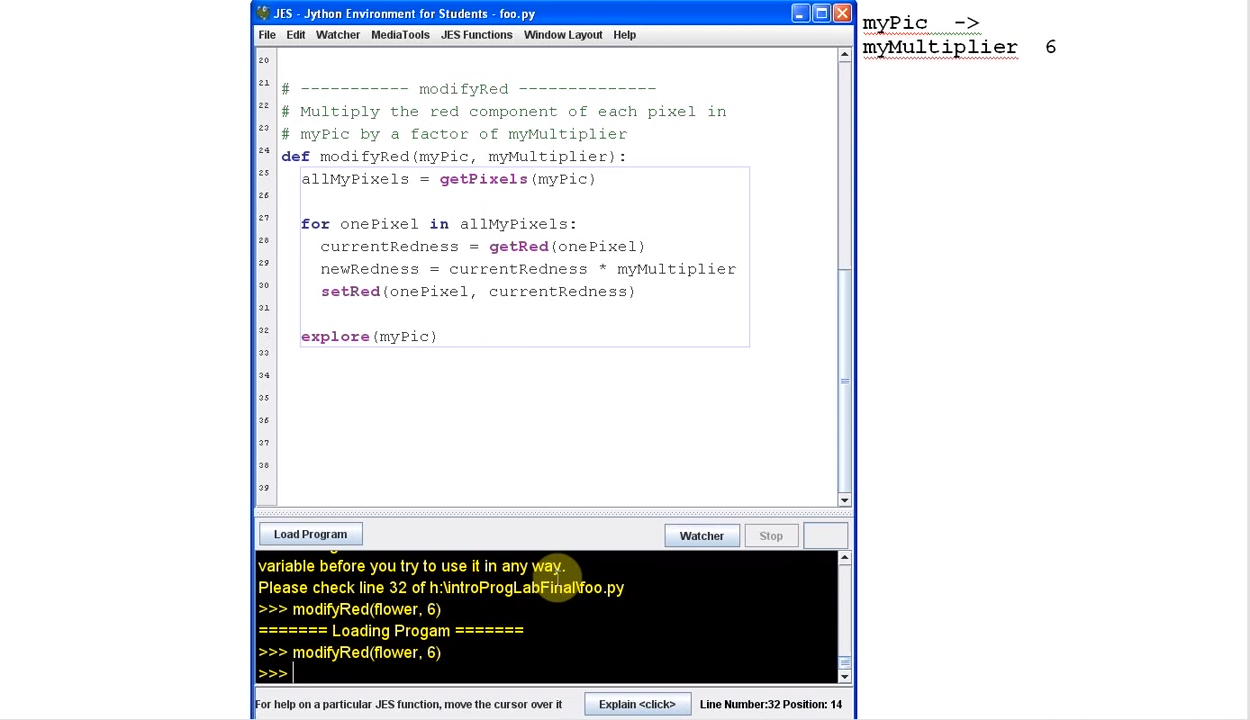 JES - Jython Environment for Students - foo.py
File Edit Watcher MediaTools JES Functions Window Layout Help
20
21
22 # ----------- modifyRed --------------
23 # Multiply the red component of each pixel in
24 # myPic by a factor of myMultiplier
def modifyRed(myPic, myMultiplier):
25 allMyPixels = getPixels(myPic)
26
27 for onePixel in allMyPixels:
28 currentRedness = getRed(onePixel)
29 newRedness = currentRedness * myMultiplier
30 setRed(onePixel, currentRedness)
31
32 explore(myPic)
33
34
35
36
37
38
39
Load Program Watcher Stop
variable before you try to use it in any way.
Please check line 32 of h:\introProgLabFinal\foo.py
>>> modifyRed(flower, 6)
======= Loading Progam =======
>>> modifyRed(flower, 6)
>>>
For help on a particular JES function, move the cursor over it Explain <click> Line Number:32 Position: 14
myPic ->
myMultiplier 6